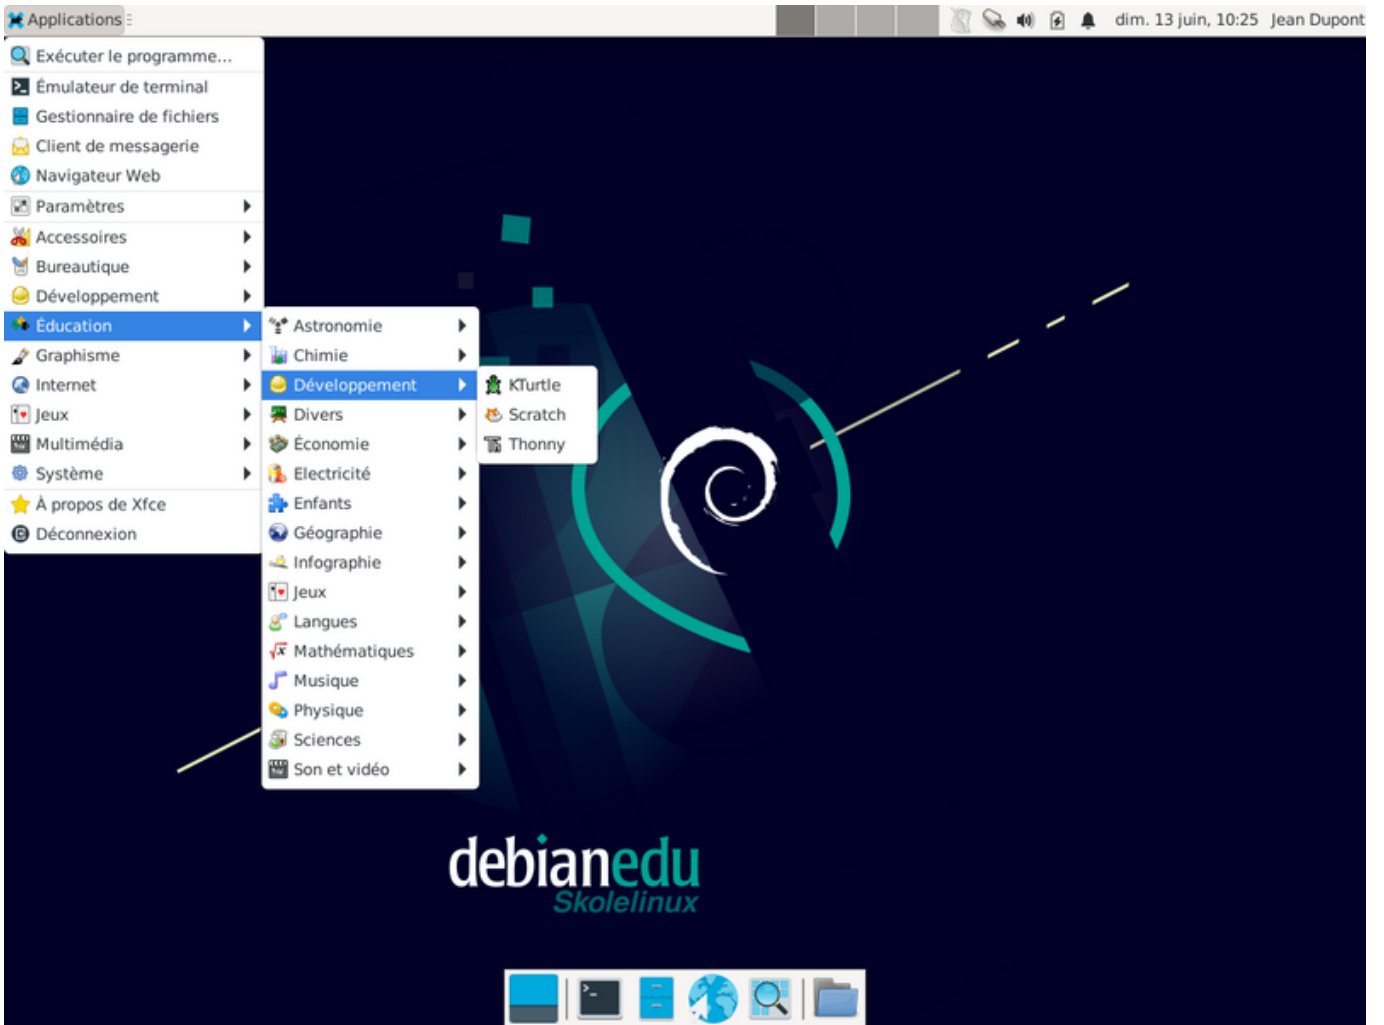 Applications
dim. 13 juin, 10:25 Jean Dupont
Exécuter le programme...
Émulateur de terminal
Gestionnaire de fichiers
Client de messagerie
Navigateur Web
Paramètres
Accessoires
Bureautique
Développement
Éducation
Graphisme
Internet
Jeux
Multimédia
Système
À propos de Xfce
Déconnexion
Astronomie
Chimie
Développement
Divers
Économie
Electricité
Enfants
Géographie
Infographie
Jeux
Langues
Mathématiques
Musique
Physique
Sciences
Son et vidéo
KTurtle
Scratch
Thonny
debianedu
Skolelinux